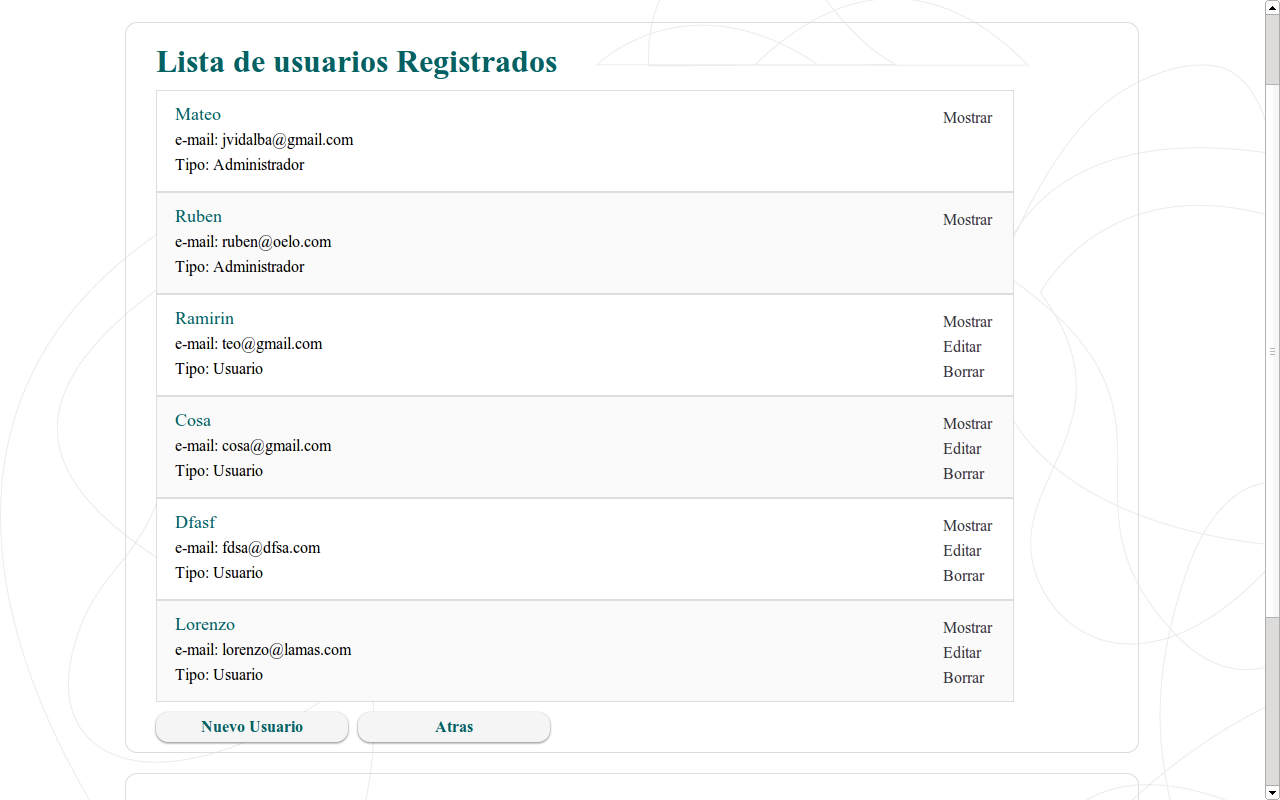 Lista de usuarios Registrados
Mateo
Mostrar
e-mail: jvidalba@gmail.com
Tipo: Administrador
Ruben
Mostrar
e-mail: ruben@oelo.com
Tipo: Administrador
Ramirin
Mostrar
e-mail: teo@gmail.com
Editar
Tipo: Usuario
Borrar
Cosa
Mostrar
e-mail: cosa@gmail.com
Editar
Tipo: Usuario
Borrar
Dfasf
Mostrar
e-mail: fdsa@dfsa.com
Editar
Tipo: Usuario
Borrar
Lorenzo
Mostrar
e-mail: lorenzo@lamas.com
Editar
Tipo: Usuario
Borrar
Nuevo Usuario
Atras